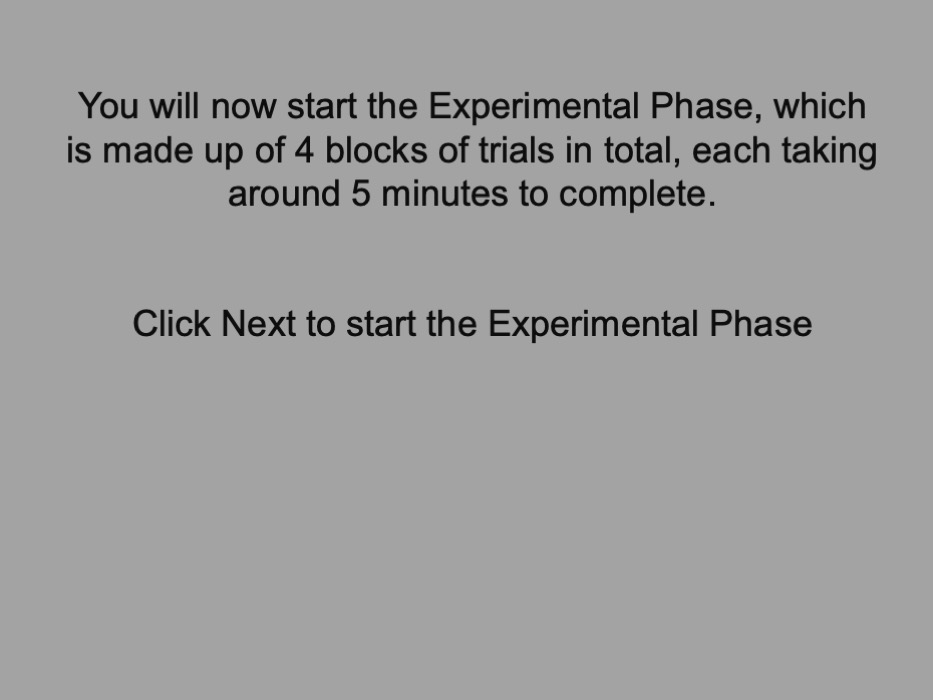 You will now start the Experimental Phase, which
is made up of 4 blocks of trials in total, each taking
around 5 minutes to complete.
Click Next to start the Experimental Phase